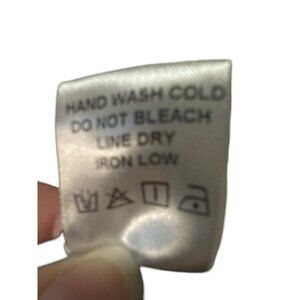 HAND WASH COLD
DO NOT BLEACH
LINE DRY
IRON LOW